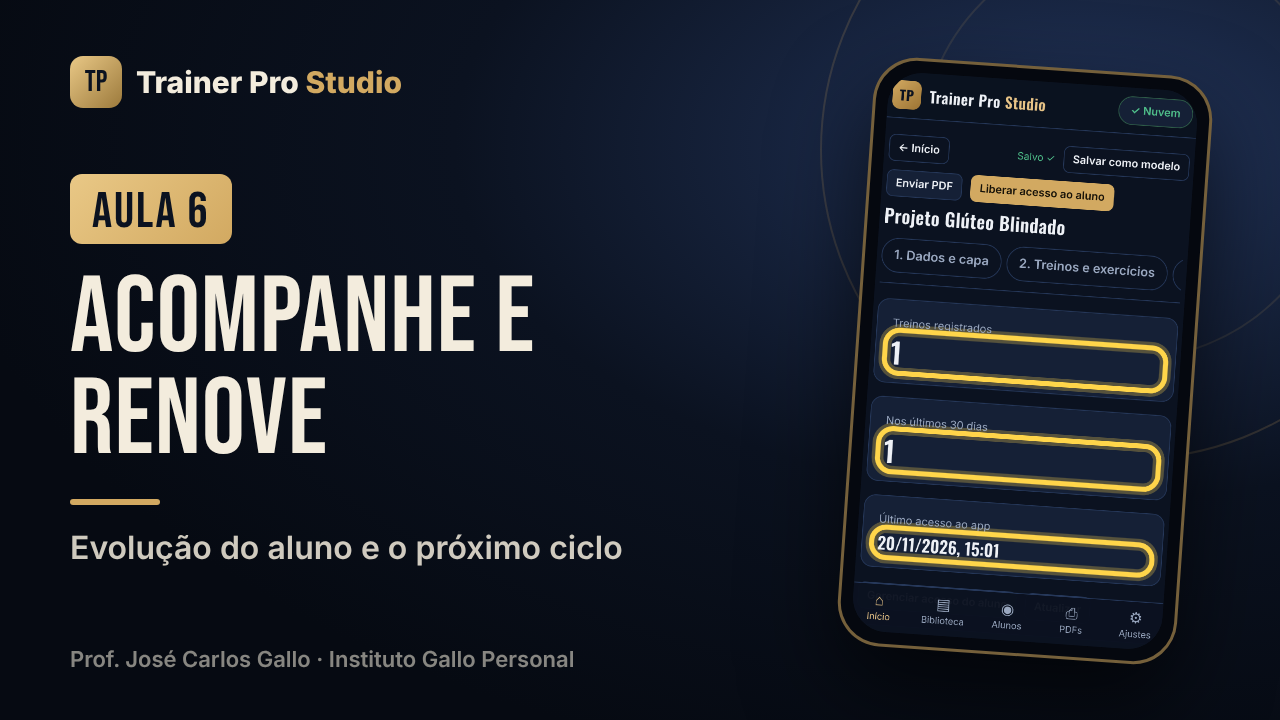 TP Trainer Pro Studio
AULA 6
ACOMPANHE E
RENOVE
Evolução do aluno e o próximo ciclo
Prof. José Carlos Gallo · Instituto Gallo Personal
TP Trainer Pro Studio ✓ Nuvem
← Início Salvo ✓ Salvar como modelo
Enviar PDF Liberar acesso ao aluno
Projeto Glúteo Blindado
1. Dados e capa 2. Treinos e exercícios
Treinos registrados
1
Nos últimos 30 dias
1
Último acesso ao app
20/11/2026, 15:01
Início Biblioteca Alunos PDFs Ajustes